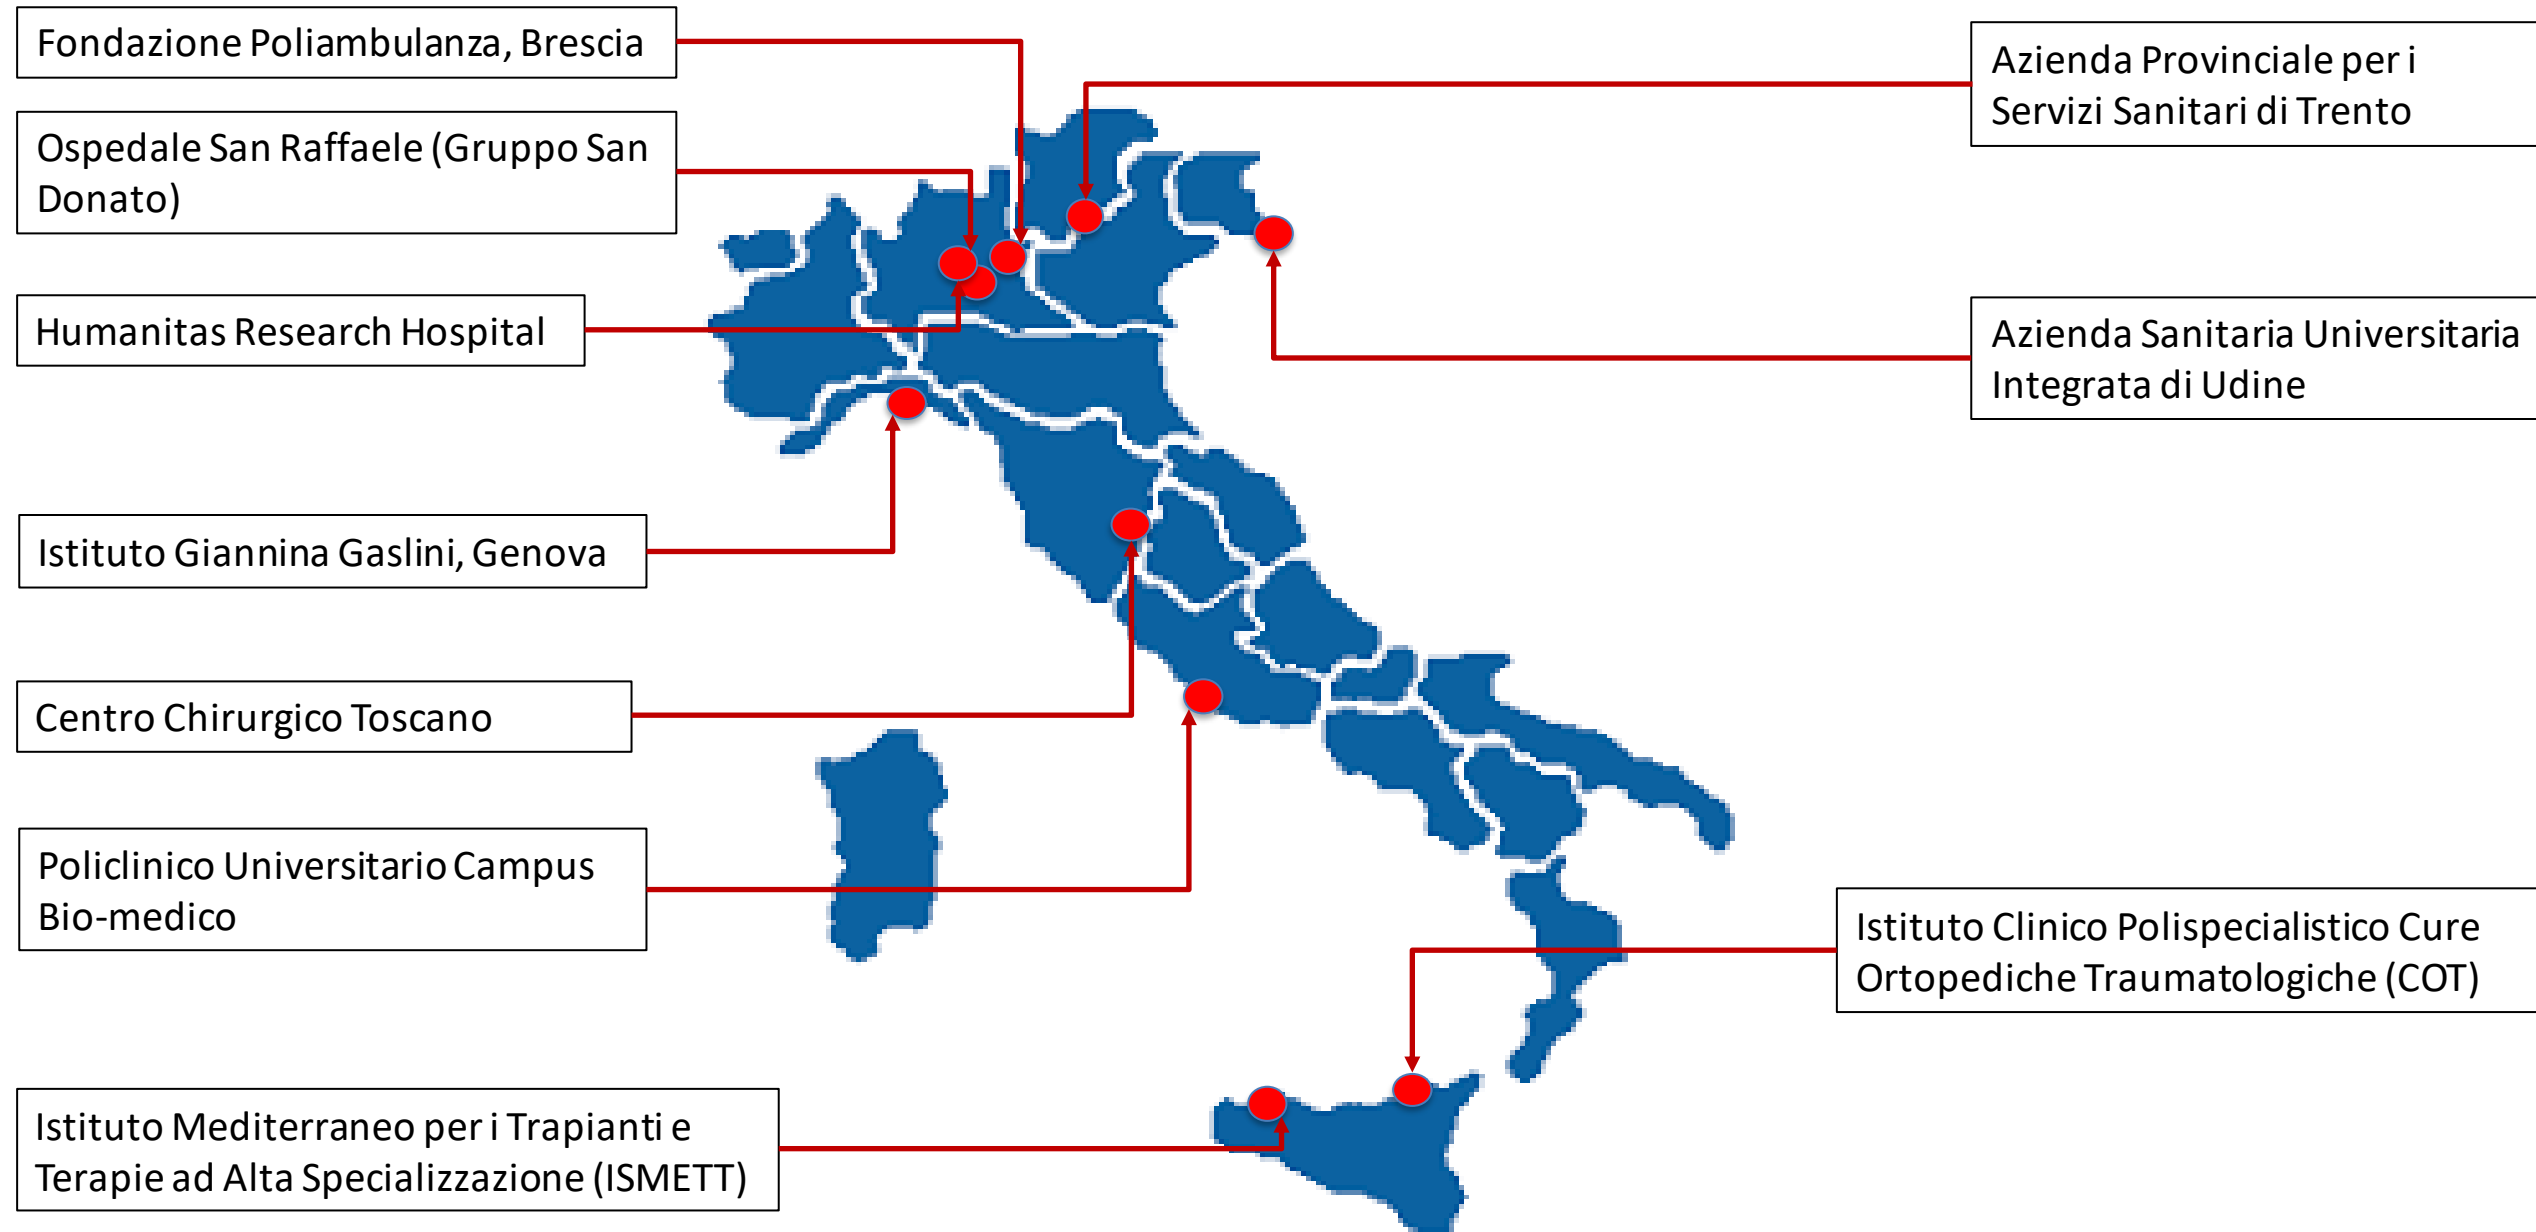 Fondazione Poliambulanza, Brescia
Ospedale San Raffaele (Gruppo San
Donato)
Humanitas Research Hospital
Istituto Giannina Gaslini, Genova
Centro Chirurgico Toscano
Policlinico Universitario Campus
Bio-medico
Istituto Mediterraneo per i Trapianti e
Terapie ad Alta Specializzazione (ISMETT)
Azienda Provinciale per i
Servizi Sanitari di Trento
Azienda Sanitaria Universitaria
Integrata di Udine
Istituto Clinico Polispecialistico Cure
Ortopediche Traumatologiche (COT)